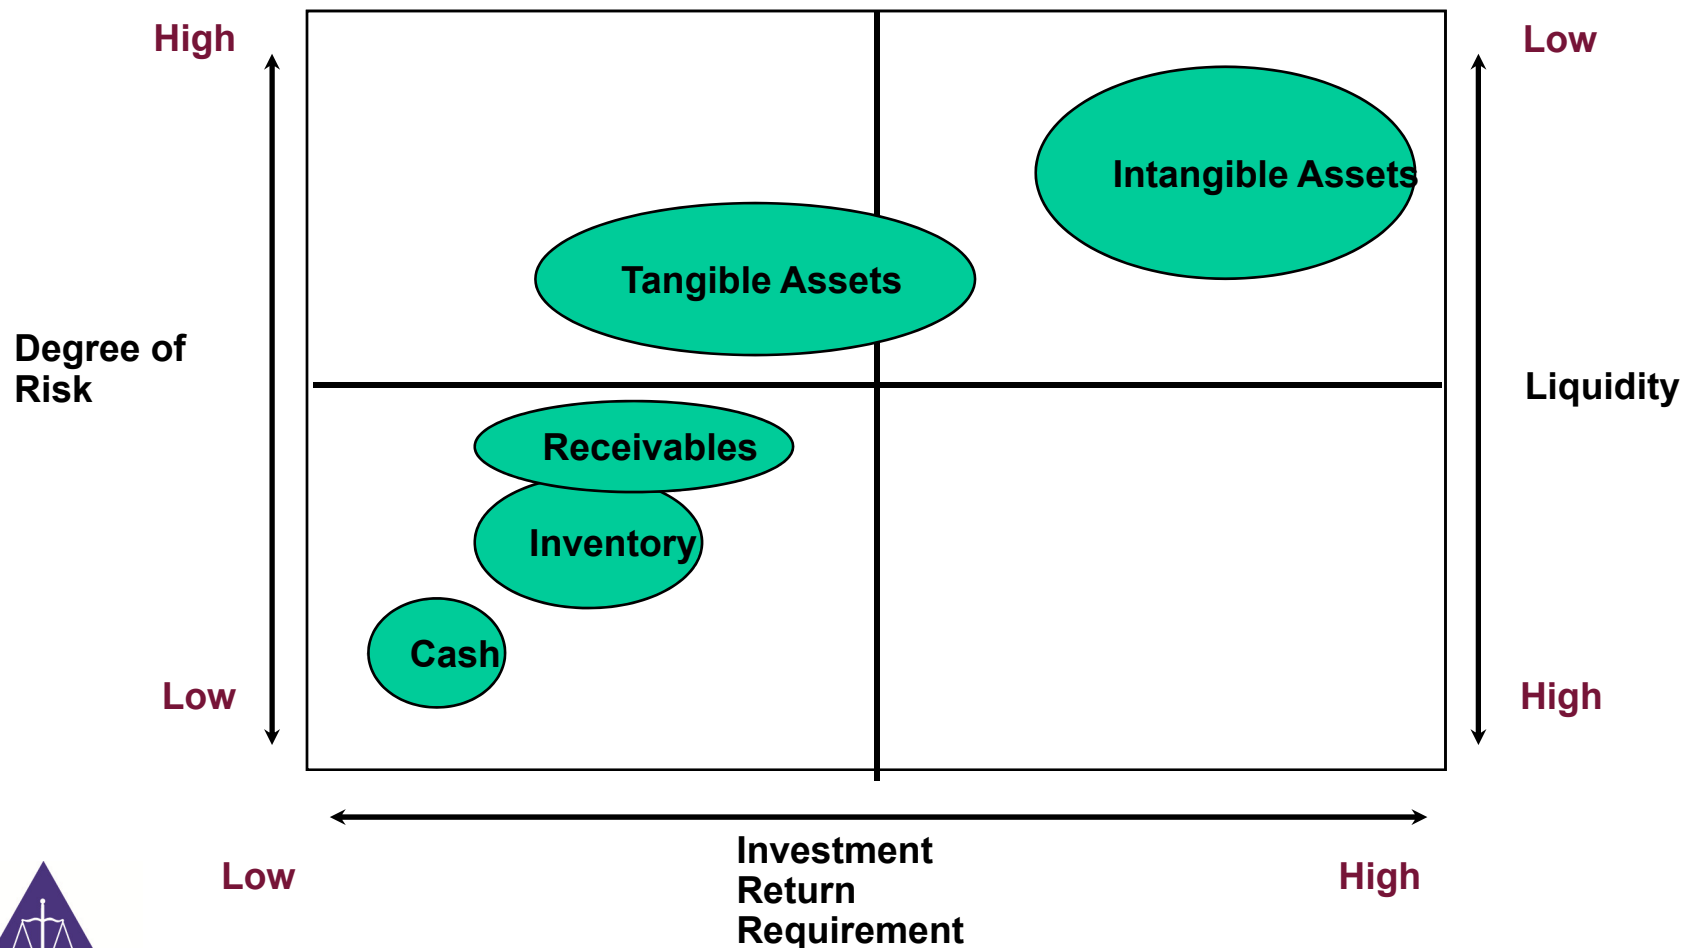 High
Low
Intangible Assets
Tangible Assets
Degree of
Risk
Liquidity
Receivables
Inventory
Cash
Low
High
Low
Investment
Return
Requirement
High